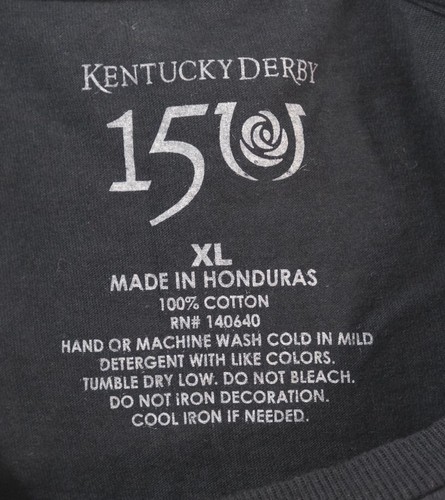 KENTUCKY DERBY
150
XL
MADE IN HONDURAS
100% COTTON
RN# 140640
HAND OR MACHINE WASH COLD IN MILD
DETERGENT WITH LIKE COLORS.
TUMBLE DRY LOW. DO NOT BLEACH.
DO NOT IRON DECORATION.
COOL IRON IF NEEDED.